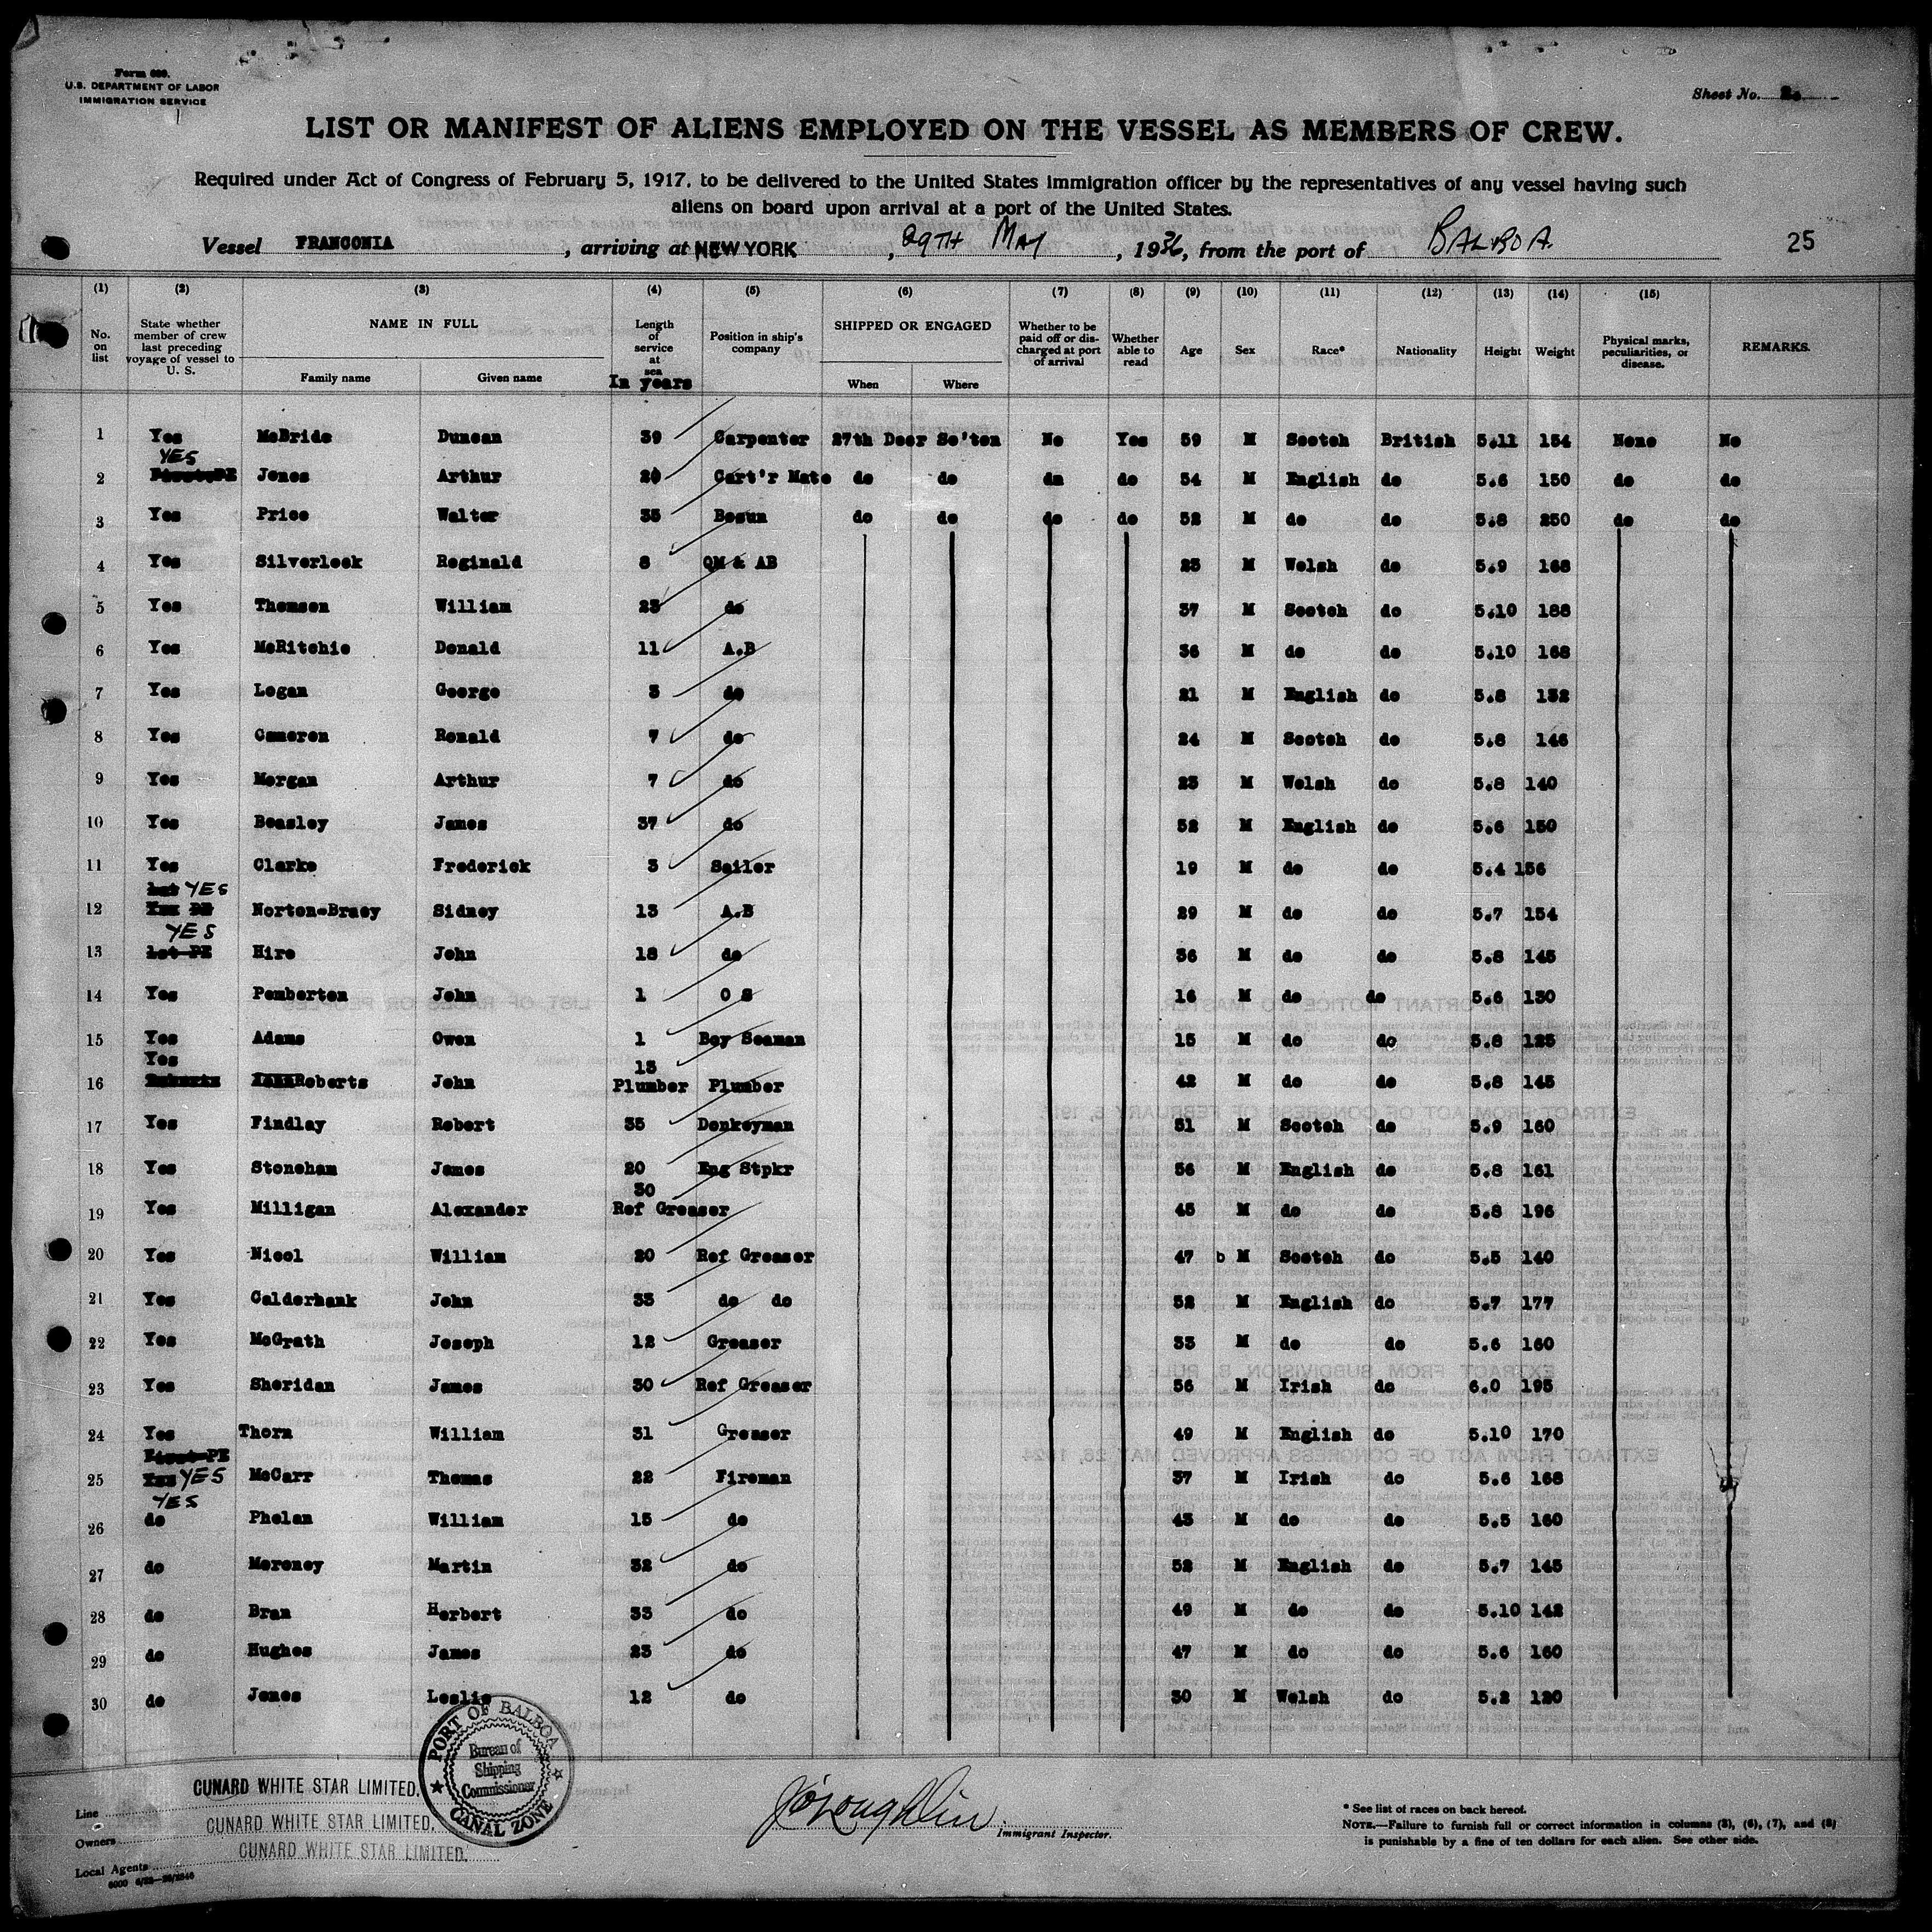 Form 680.
U.S. DEPARTMENT OF LABOR
IMMIGRATION SERVICE
Sheet No.
LIST OR MANIFEST OF ALIENS EMPLOYED ON THE VESSEL AS MEMBERS OF CREW.
Required under Act of Congress of February 5, 1917, to be delivered to the United States immigration officer by the representatives of any vessel having such
aliens on board upon arrival at a port of the United States.
Vessel FRANCONIA, arriving at NEW YORK, 29TH MAY, 1936, from the port of BALBOA 25
(1) (2) (3) (4) (5) (6) (7) (8) (9) (10) (11) (12) (13) (14) (15)
No. on list State whether member of crew last preceding voyage of vessel to U. S. NAME IN FULL Family name Given name Length of service at sea In years Position in ship's company SHIPPED OR ENGAGED When Where Whether to be paid off or discharged at port of arrival Whether able to read Age Sex Race* Nationality Height Weight Physical marks, peculiarities, or disease. REMARKS.
1 Yes McBride Duncan 39 Carpenter 27th Decr So'ton No Yes 59 M Scotch British 5.11 154 None No
2 YES Jones Arthur 20 Cart'r Mate do do do do 54 M English do 5.6 150 do do
3 Yes Price Walter 35 Bosun do do do do 52 M do do 5.8 250 do do
4 Yes Silverlock Reginald 8 QM & AB 25 M Welsh do 5.9 168
5 Yes Thomson William 23 do 37 M Scotch do 5.10 188
6 Yes McRitchie Donald 11 A.B 36 M do do 5.10 168
7 Yes Logan George 3 do 21 M English do 5.8 132
8 Yes Cameron Ronald 7 do 24 M Scotch do 5.8 146
9 Yes Morgan Arthur 7 do 23 M Welsh do 5.8 140
10 Yes Beasley James 37 do 52 M English do 5.6 150
11 Yes Clarke Frederick 3 Sailor 19 M do do 5.4 156
12 YES Norton-Bracy Sidney 13 A.B 29 M do do 5.7 154
13 YES 1st PE Hire John 18 do 36 M do do 5.8 145
14 Yes Pemberton John 1 O S 16 M do do 5.6 130
15 Yes Adams Owen 1 Boy Seaman 15 M do do 5.8 125
16 Yes Roberts John 15 Plumber Plumber 42 M do do 5.8 145
17 Yes Findlay Robert 35 Donkeyman 51 M Scotch do 5.9 160
18 Yes Stoneham James 20 Eng Stpkr 56 M English do 5.8 161
19 Yes Milligan Alexander 30 Ref Greaser 45 M do do 5.8 196
20 Yes Nicol William 20 Ref Greaser 47 b M Scotch do 5.5 140
21 Yes Calderhank John 33 do do 52 M English do 5.7 177
22 Yes McGrath Joseph 12 Greaser 33 M do do 5.6 160
23 Yes Sheridan James 30 Ref Greaser 56 M Irish do 6.0 195
24 Yes Thorn William 31 Greaser 49 M English do 5.10 170
25 First PE YES McCarr Thomas 22 Fireman 37 M Irish do 5.6 168
26 YES do Phelan William 15 do 43 M do do 5.5 160
27 do Moroney Martin 32 do 52 M English do 5.7 145
28 do Bran Herbert 33 do 49 M do do 5.10 142
29 do Hughes James 23 do 47 M do do 5.6 160
30 do Jones Leslie 12 do 30 M Welsh do 5.2 120
PORT OF BALBOA
Bureau of
Shipping
Commissioner
CANAL ZONE
Line CUNARD WHITE STAR LIMITED.
Owners CUNARD WHITE STAR LIMITED.
Local Agents CUNARD WHITE STAR LIMITED.
J O'Loughlin Immigrant Inspector.
* See list of races on back hereof.
NOTE.—Failure to furnish full or correct information in columns (3), (6), (7), and (8)
is punishable by a fine of ten dollars for each alien. See other side.